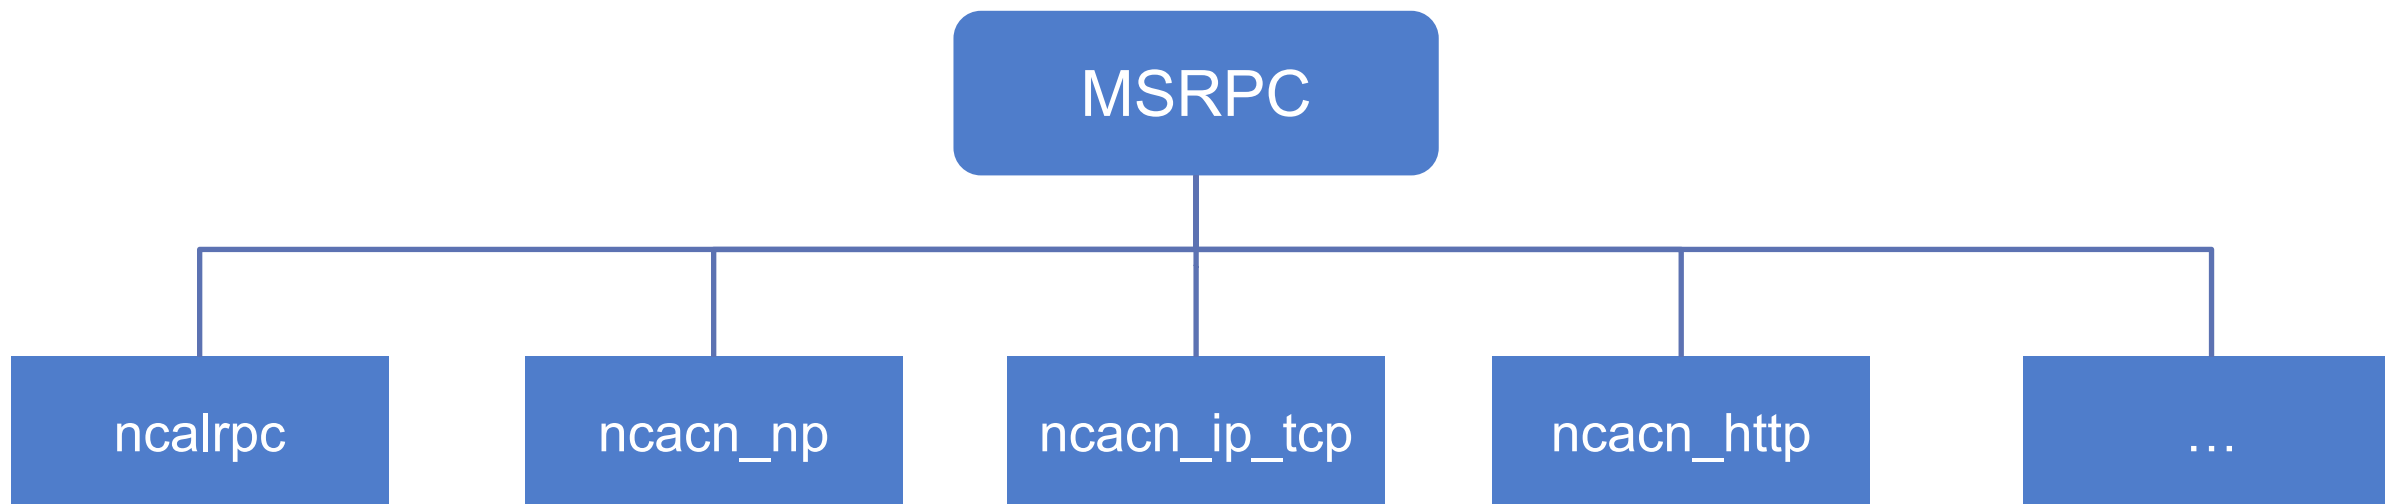 MSRPC
ncalrpc
ncacn_np
ncacn_ip_tcp
ncacn_http
…